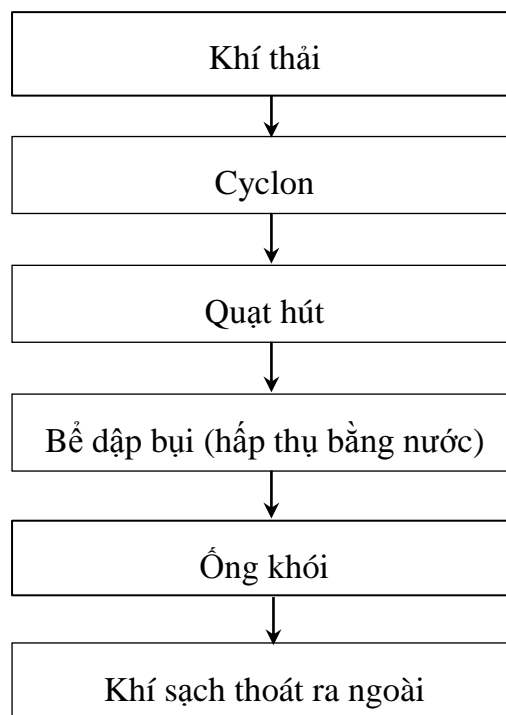 Khí thải
Cyclon
Quạt hút
Bể dập bụi (hấp thụ bằng nước)
Ống khói
Khí sạch thoát ra ngoài